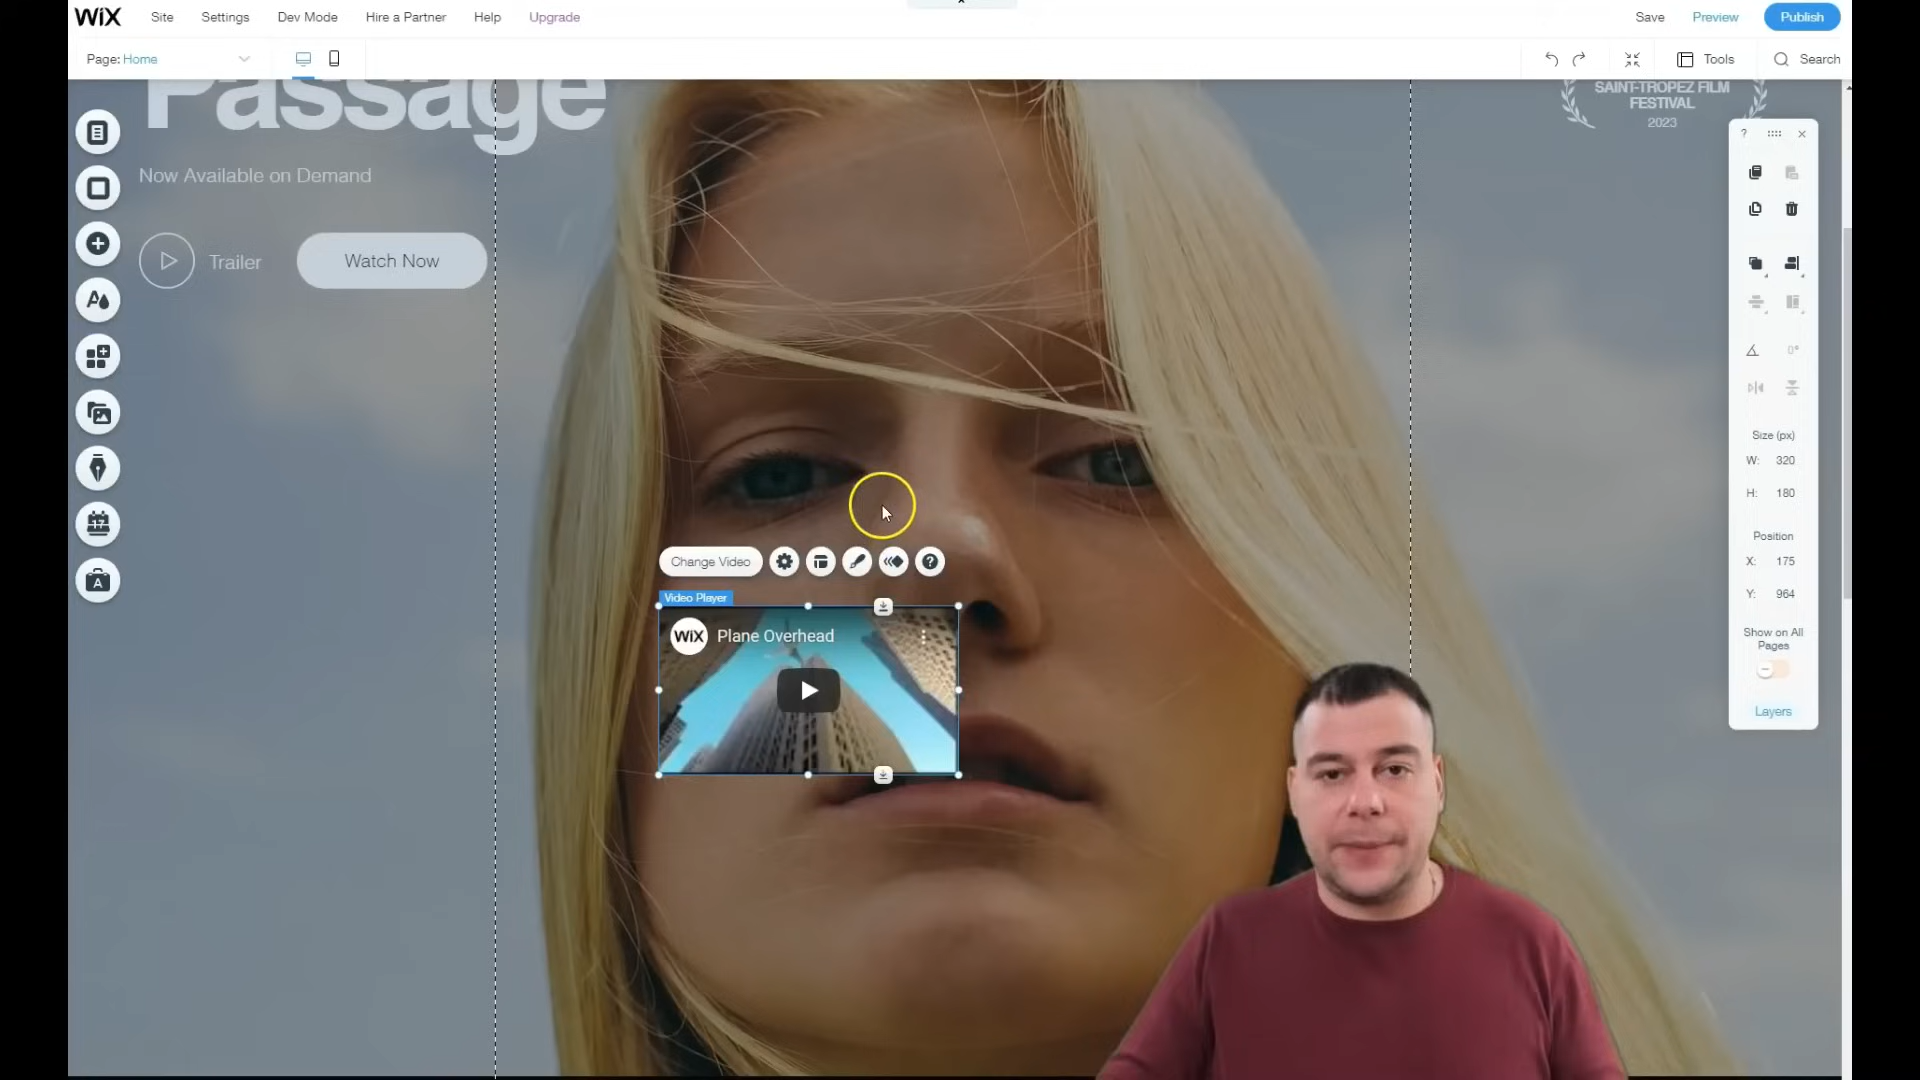 WiX Site Settings Dev Mode Hire a Partner Help Upgrade Save Preview Publish
Page: Home Tools Search
Passage
SAINT-TROPEZ FILM
FESTIVAL
2023
Now Available on Demand
Trailer Watch Now
?
0°
Size (px)
W: 320
H: 180
Position
X: 175
Y: 964
Show on All
Pages
Layers
Change Video
?
Video Player
WiX Plane Overhead
17
A